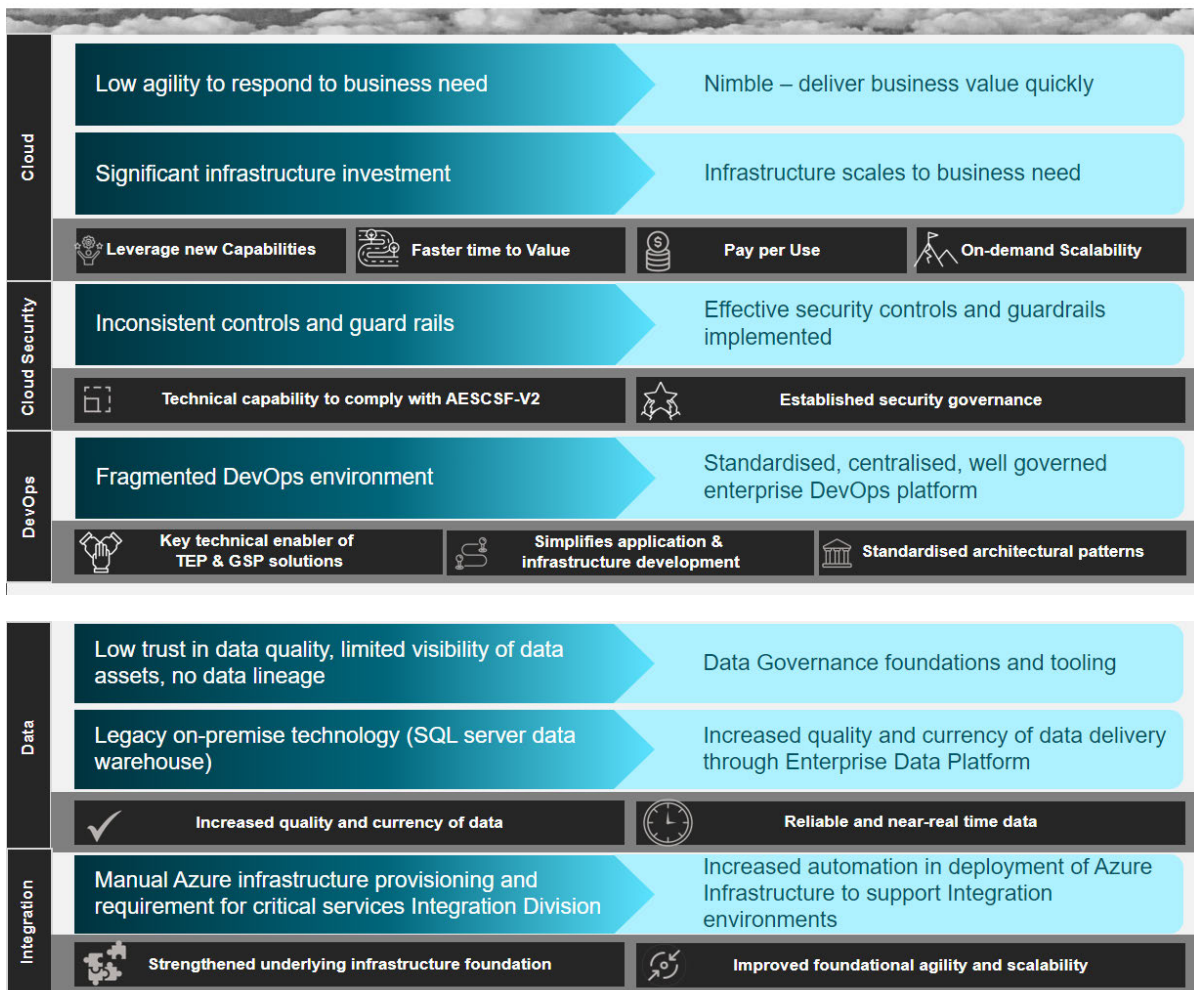 Cloud
Low agility to respond to business need
Nimble – deliver business value quickly
Significant infrastructure investment
Infrastructure scales to business need
Leverage new Capabilities
Faster time to Value
Pay per Use
On-demand Scalability
Cloud Security
Inconsistent controls and guard rails
Effective security controls and guardrails
implemented
Technical capability to comply with AESCSF-V2
Established security governance
DevOps
Fragmented DevOps environment
Standardised, centralised, well governed
enterprise DevOps platform
Key technical enabler of
TEP & GSP solutions
Simplifies application &
infrastructure development
Standardised architectural patterns
Data
Low trust in data quality, limited visibility of data
assets, no data lineage
Data Governance foundations and tooling
Legacy on-premise technology (SQL server data
warehouse)
Increased quality and currency of data delivery
through Enterprise Data Platform
Increased quality and currency of data
Reliable and near-real time data
Integration
Manual Azure infrastructure provisioning and
requirement for critical services Integration Division
Increased automation in deployment of Azure
Infrastructure to support Integration
environments
Strengthened underlying infrastructure foundation
Improved foundational agility and scalability